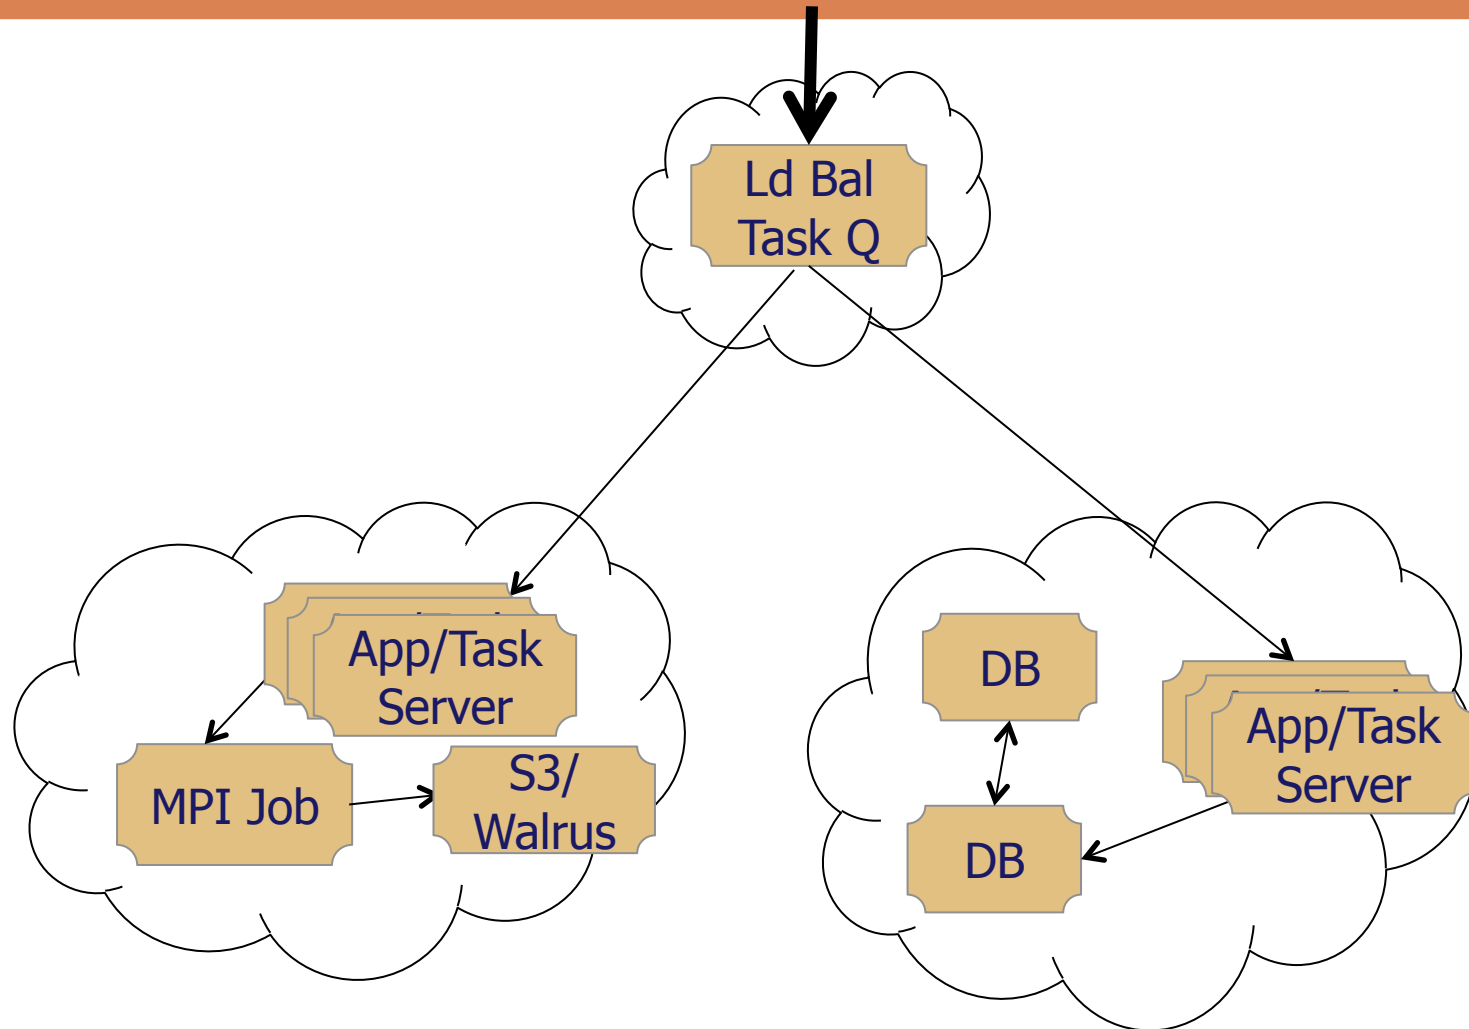 Ld Bal
Task Q
App/Task
Server
MPI Job
S3/
Walrus
DB
DB
App/Task
Server